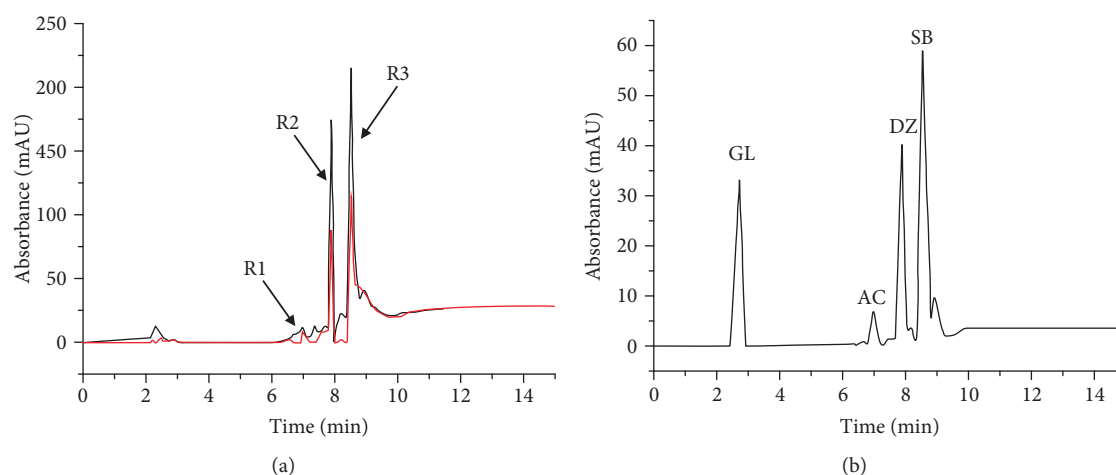 250
200
450
100
50
0
Absorbance (mAU)
R1
R2
R3
0 2 4 6 8 10 12 14
Time (min)
(a)
60
50
40
30
20
10
0
Absorbance (mAU)
GL
AC
DZ
SB
0 2 4 6 8 10 12 14
Time (min)
(b)